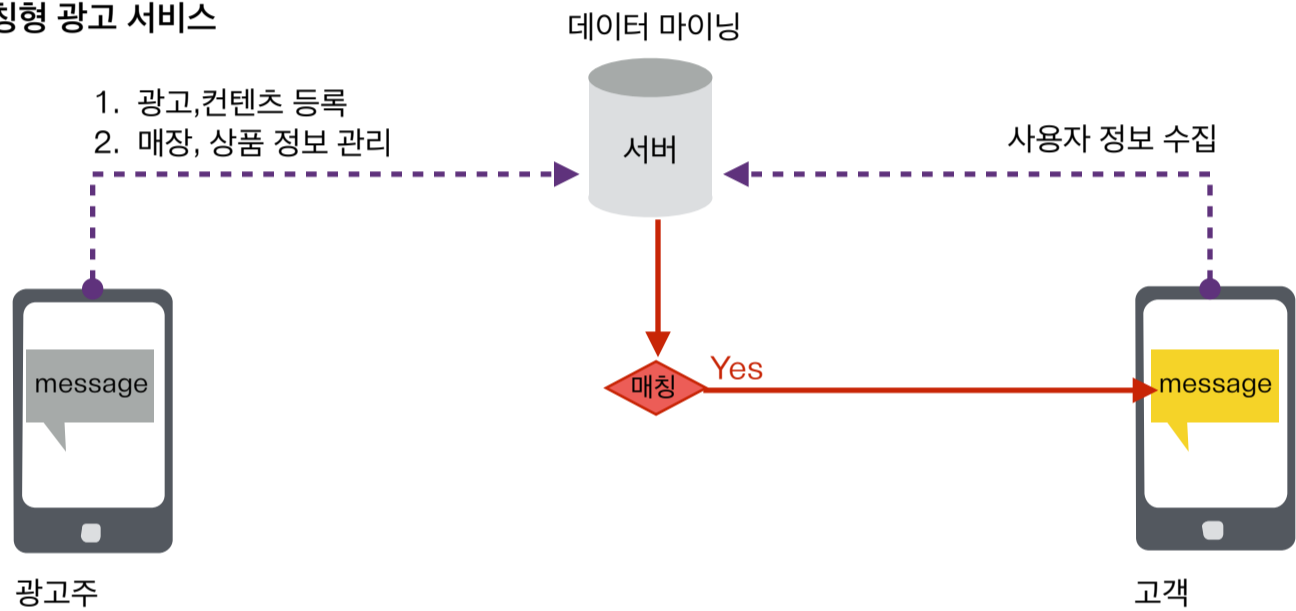 칭형 광고 서비스
데이터 마이닝
1. 광고,컨텐츠 등록
2. 매장, 상품 정보 관리
서버
사용자 정보 수집
매칭
Yes
message
message
광고주
고객